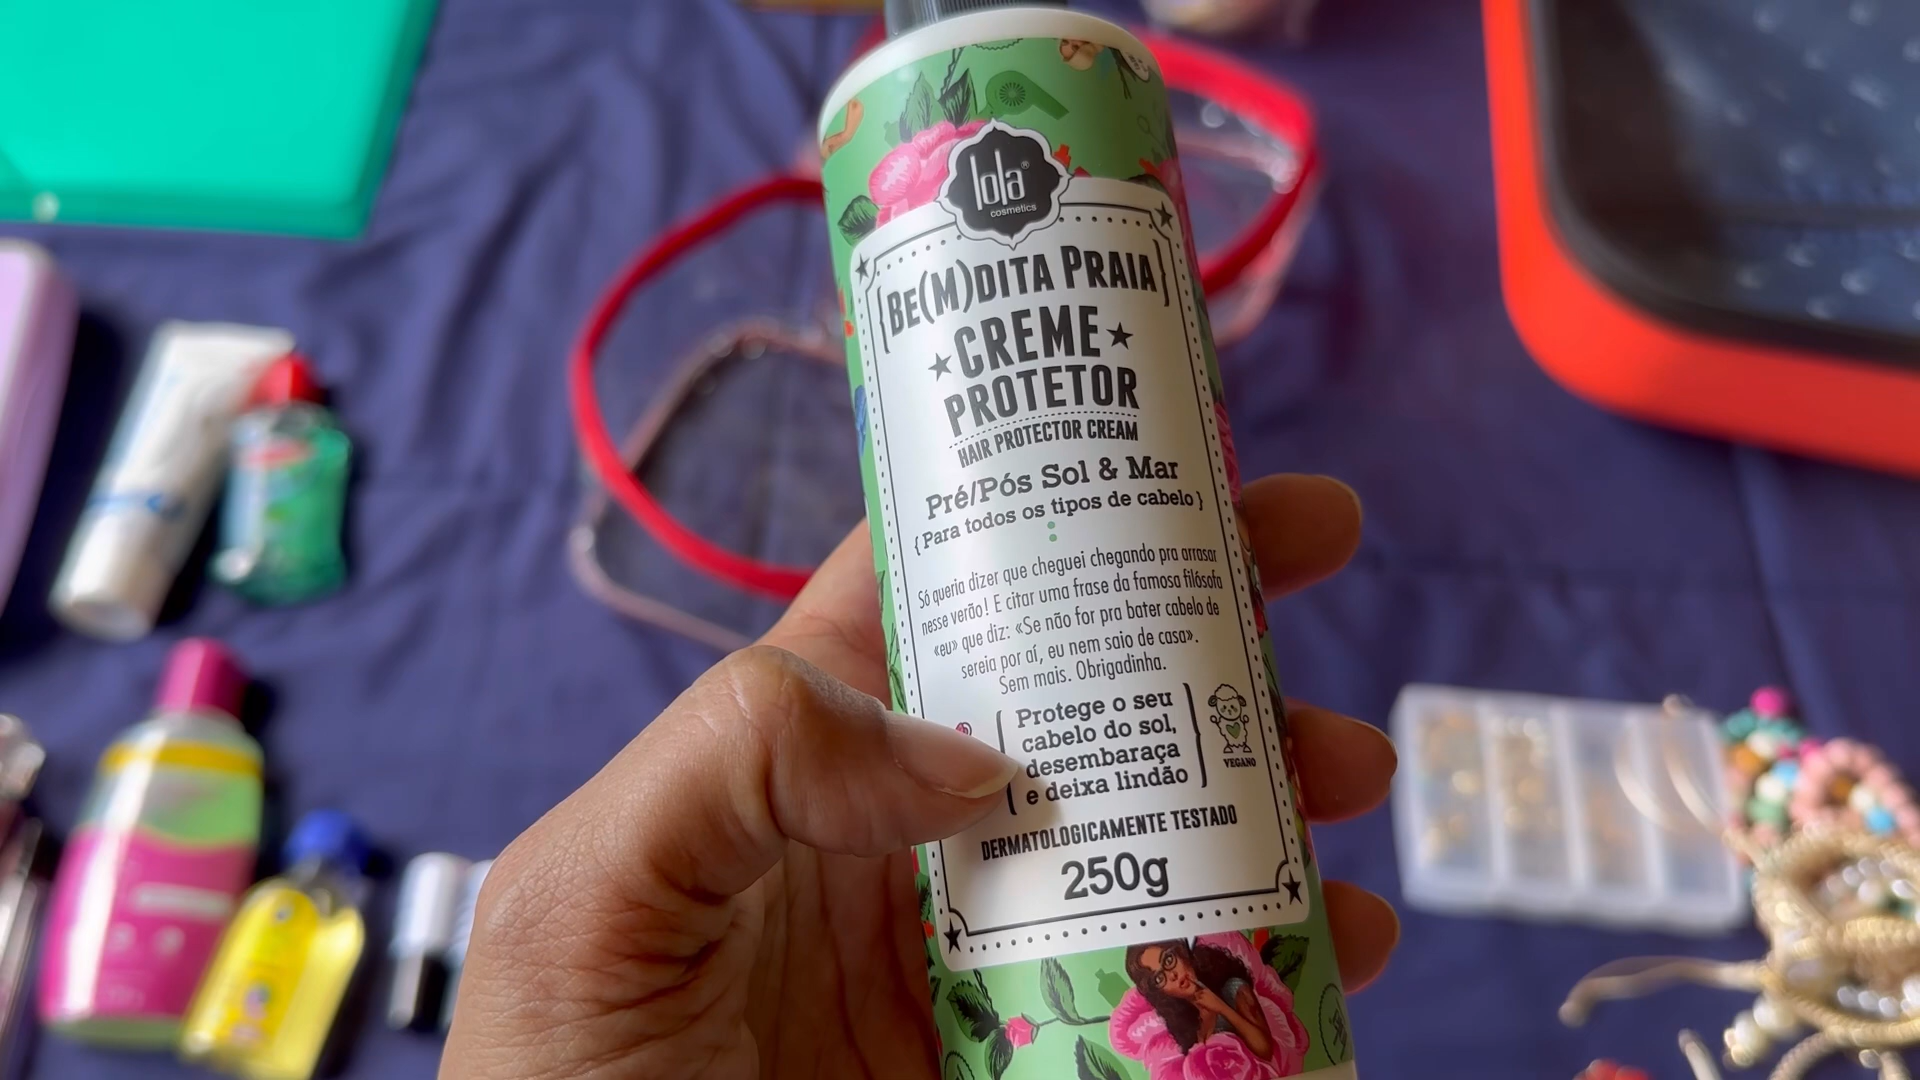 lola®
cosmetics
{BE(M)DITA PRAIA}
CREME
PROTETOR
HAIR PROTECTOR CREAM
Pré/Pós Sol & Mar
{Para todos os tipos de cabelo}
Só queria dizer que cheguei chegando pra arrasar
nesse verão! E citar uma frase da famosa filósofa
«eu» que diz: «Se não for pra bater cabelo de
sereia por aí, eu nem saio de casa».
Sem mais. Obrigadinha.
Protege o seu
cabelo do sol,
desembaraça
e deixa lindão
VEGANO
DERMATOLOGICAMENTE TESTADO
250g